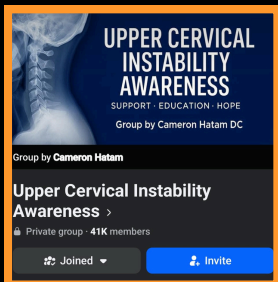 UPPER CERVICAL
INSTABILITY
AWARENESS
SUPPORT · EDUCATION · HOPE
Group by Cameron Hatam DC
Group by Cameron Hatam
Upper Cervical Instability
Awareness >
Private group · 41K members
Joined
Invite